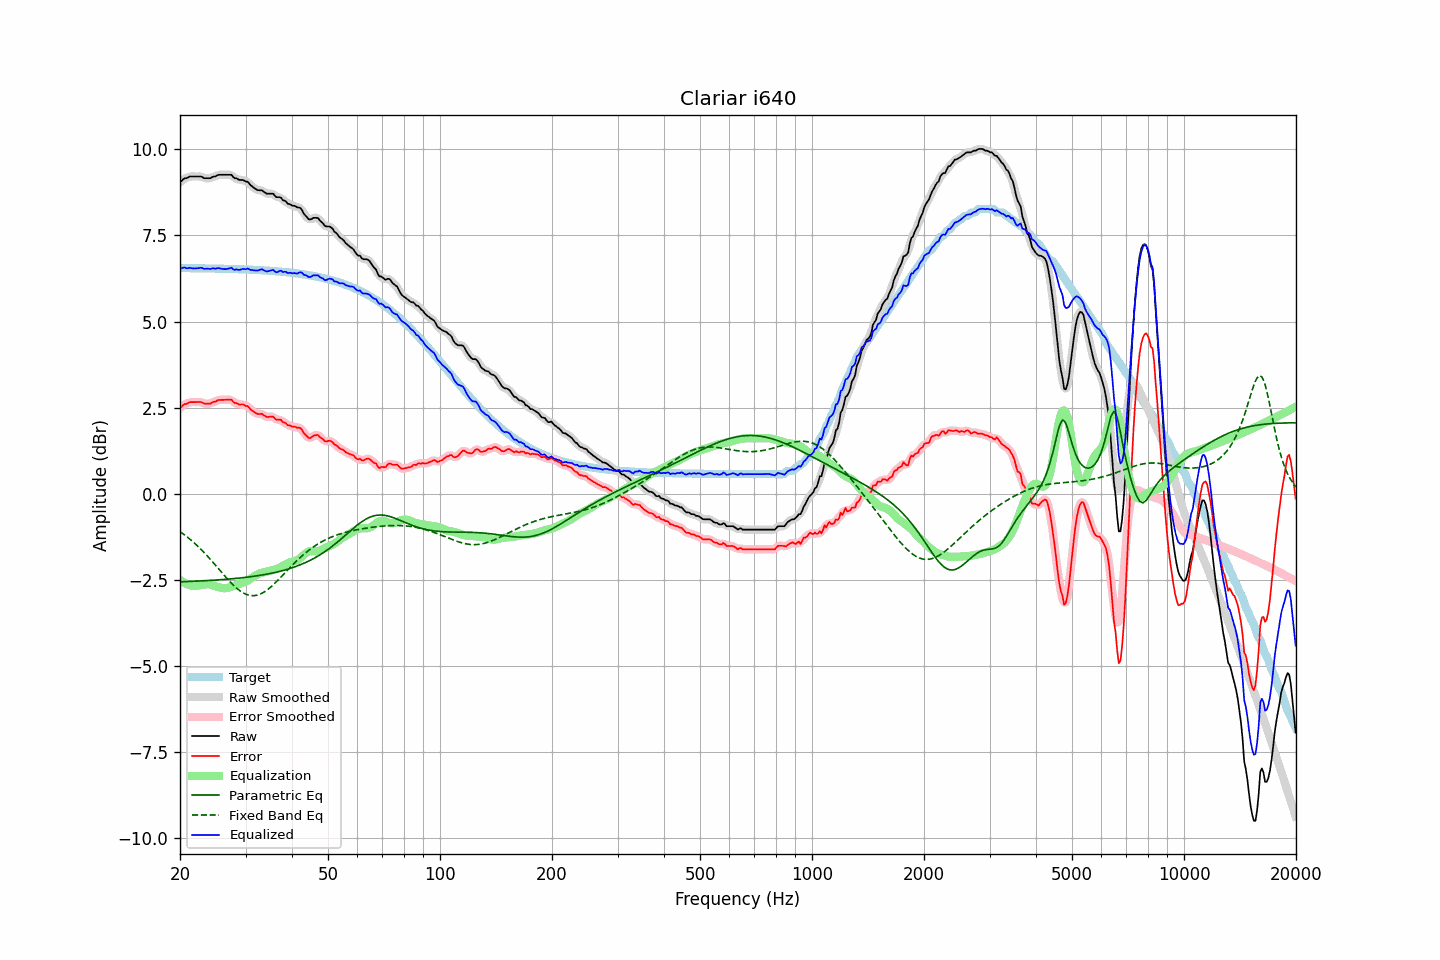 Clariar i640
10.0
7.5
5.0
2.5
0.0
−2.5
−5.0
−7.5
−10.0
Amplitude (dBr)
Target
Raw Smoothed
Error Smoothed
Raw
Error
Equalization
Parametric Eq
Fixed Band Eq
Equalized
20 50 100 200 500 1000 2000 5000 10000 20000
Frequency (Hz)